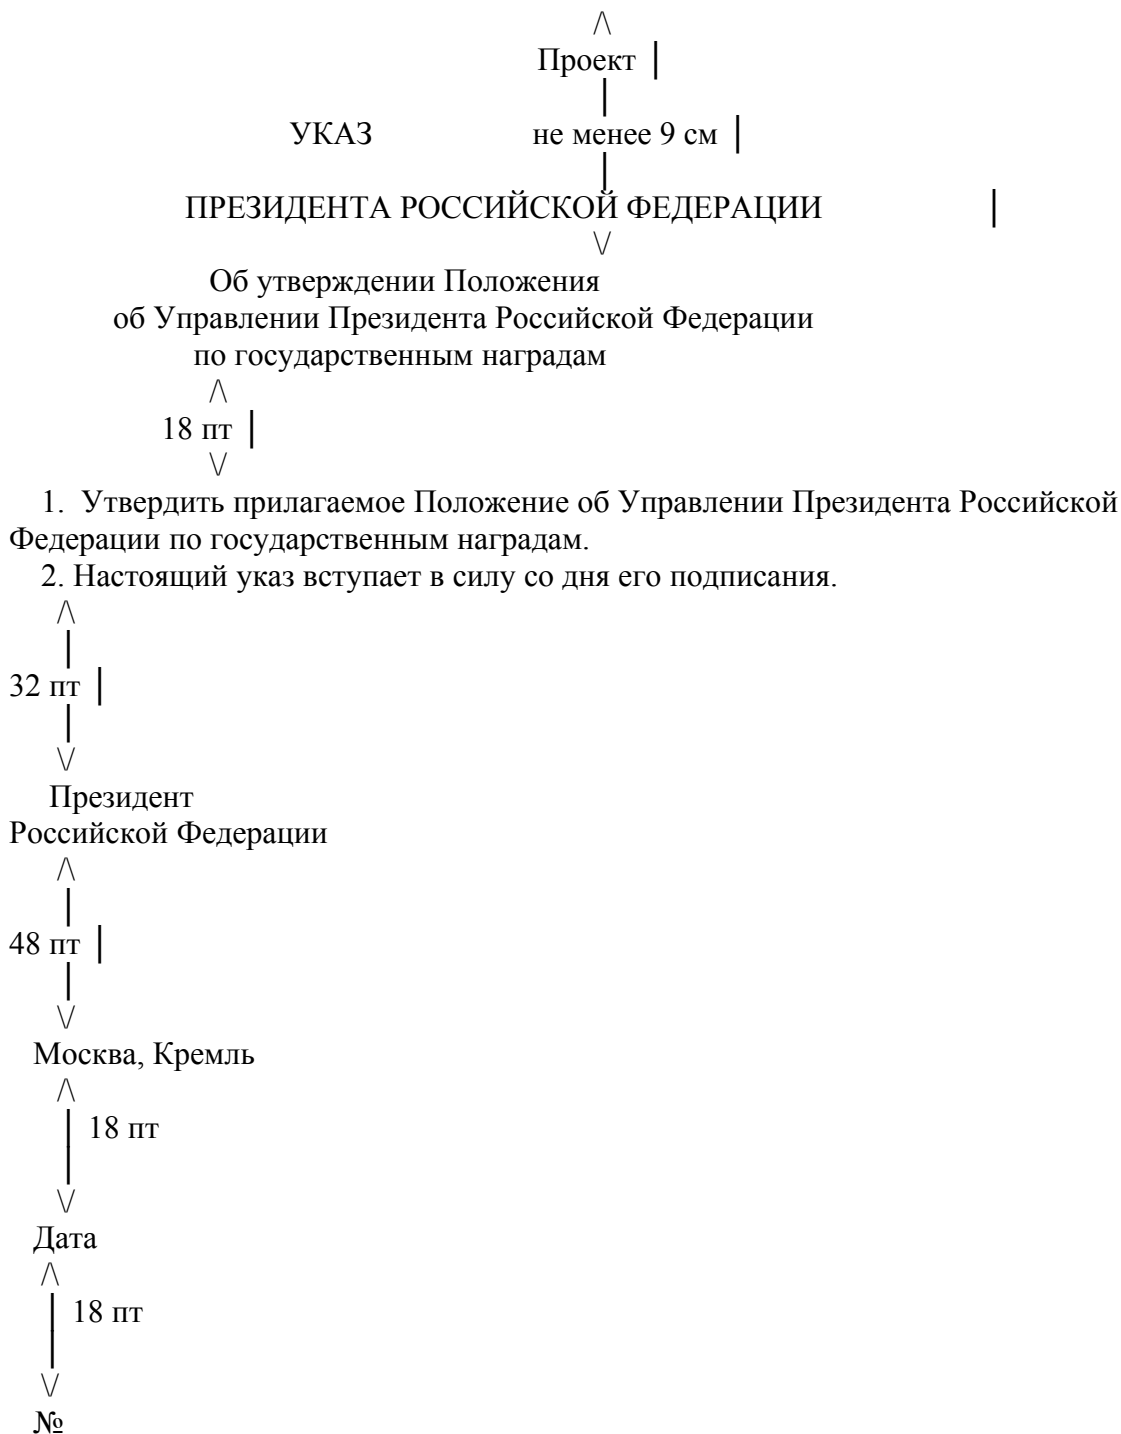 Проект
УКАЗ не менее 9 см
ПРЕЗИДЕНТА РОССИЙСКОЙ ФЕДЕРАЦИИ
Об утверждении Положения
об Управлении Президента Российской Федерации
по государственным наградам
18 пт
1. Утвердить прилагаемое Положение об Управлении Президента Российской
Федерации по государственным наградам.
2. Настоящий указ вступает в силу со дня его подписания.
32 пт
Президент
Российской Федерации
48 пт
Москва, Кремль
18 пт
Дата
18 пт
№